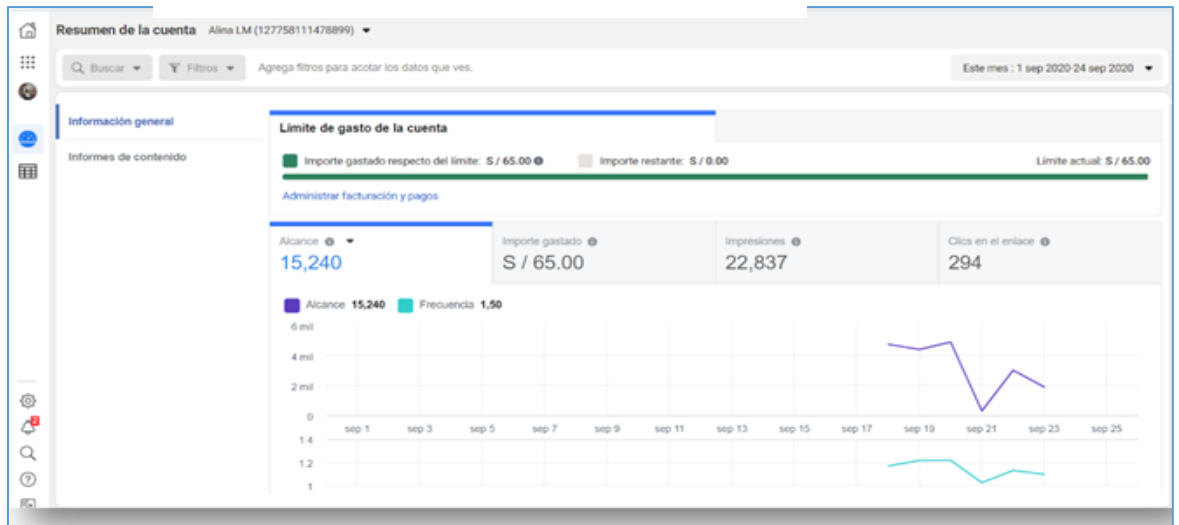 Resumen de la cuenta Alina LM (127758111478899)
Buscar Filtros Agrega filtros para acotar los datos que ves. Este mes : 1 sep 2020-24 sep 2020
Información general
Informes de contenido
Límite de gasto de la cuenta
Importe gastado respecto del límite: S / 65.00 Importe restante: S / 0.00 Límite actual: S / 65.00
Administrar facturación y pagos
Alcance Importe gastado Impresiones Clics en el enlace
15,240 S / 65.00 22,837 294
Alcance 15,240 Frecuencia 1,50
6 mil
4 mil
2 mil
0
sep 1 sep 3 sep 5 sep 7 sep 9 sep 11 sep 13 sep 15 sep 17 sep 19 sep 21 sep 23 sep 25
1.4
1.2
1
2